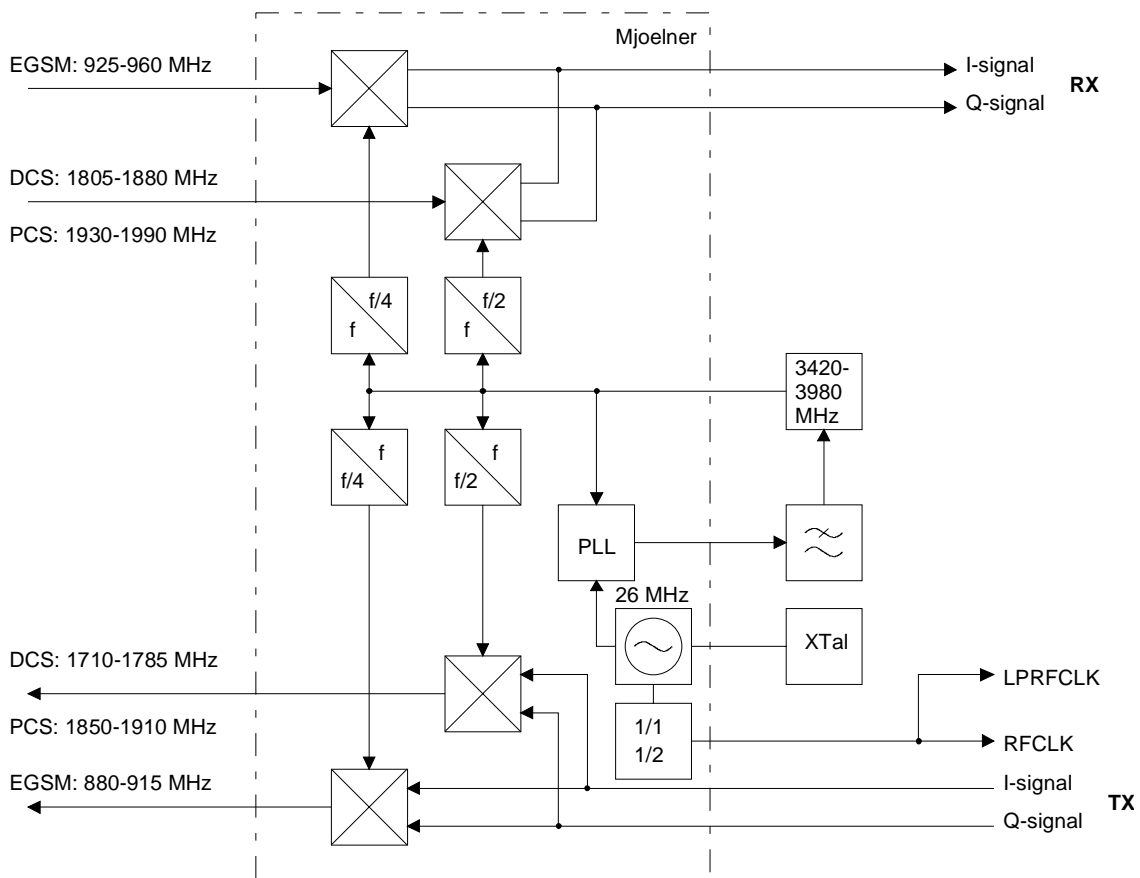 Mjoelner
EGSM: 925-960 MHz
I-signal
RX
Q-signal
DCS: 1805-1880 MHz
PCS: 1930-1990 MHz
f/4
f
f/2
f
3420-
3980
MHz
f
f/4
f
f/2
PLL
26 MHz
XTal
DCS: 1710-1785 MHz
LPRFCLK
PCS: 1850-1910 MHz
1/1
1/2
RFCLK
EGSM: 880-915 MHz
I-signal
TX
Q-signal